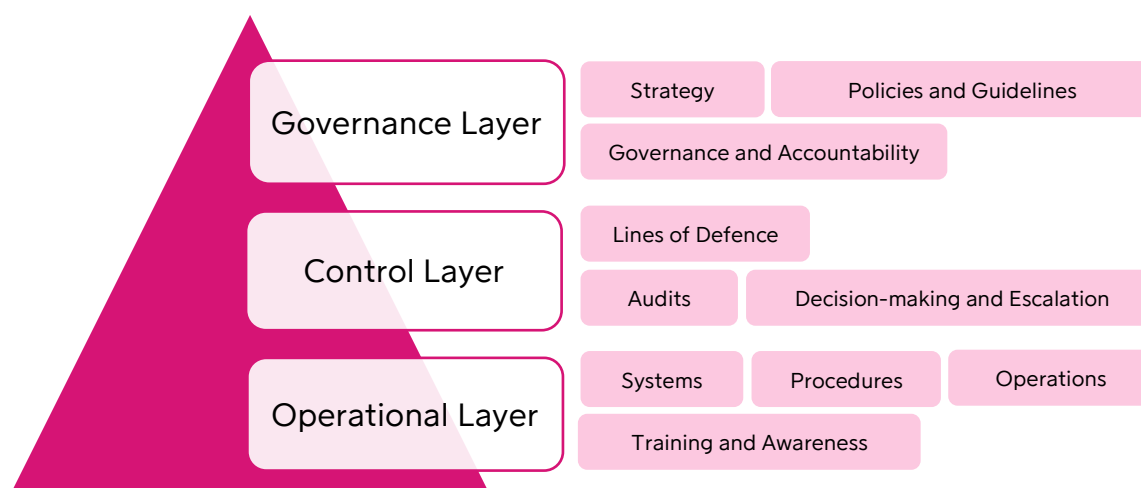 Governance Layer
Strategy
Policies and Guidelines
Governance and Accountability
Control Layer
Lines of Defence
Audits
Decision-making and Escalation
Operational Layer
Systems
Procedures
Operations
Training and Awareness